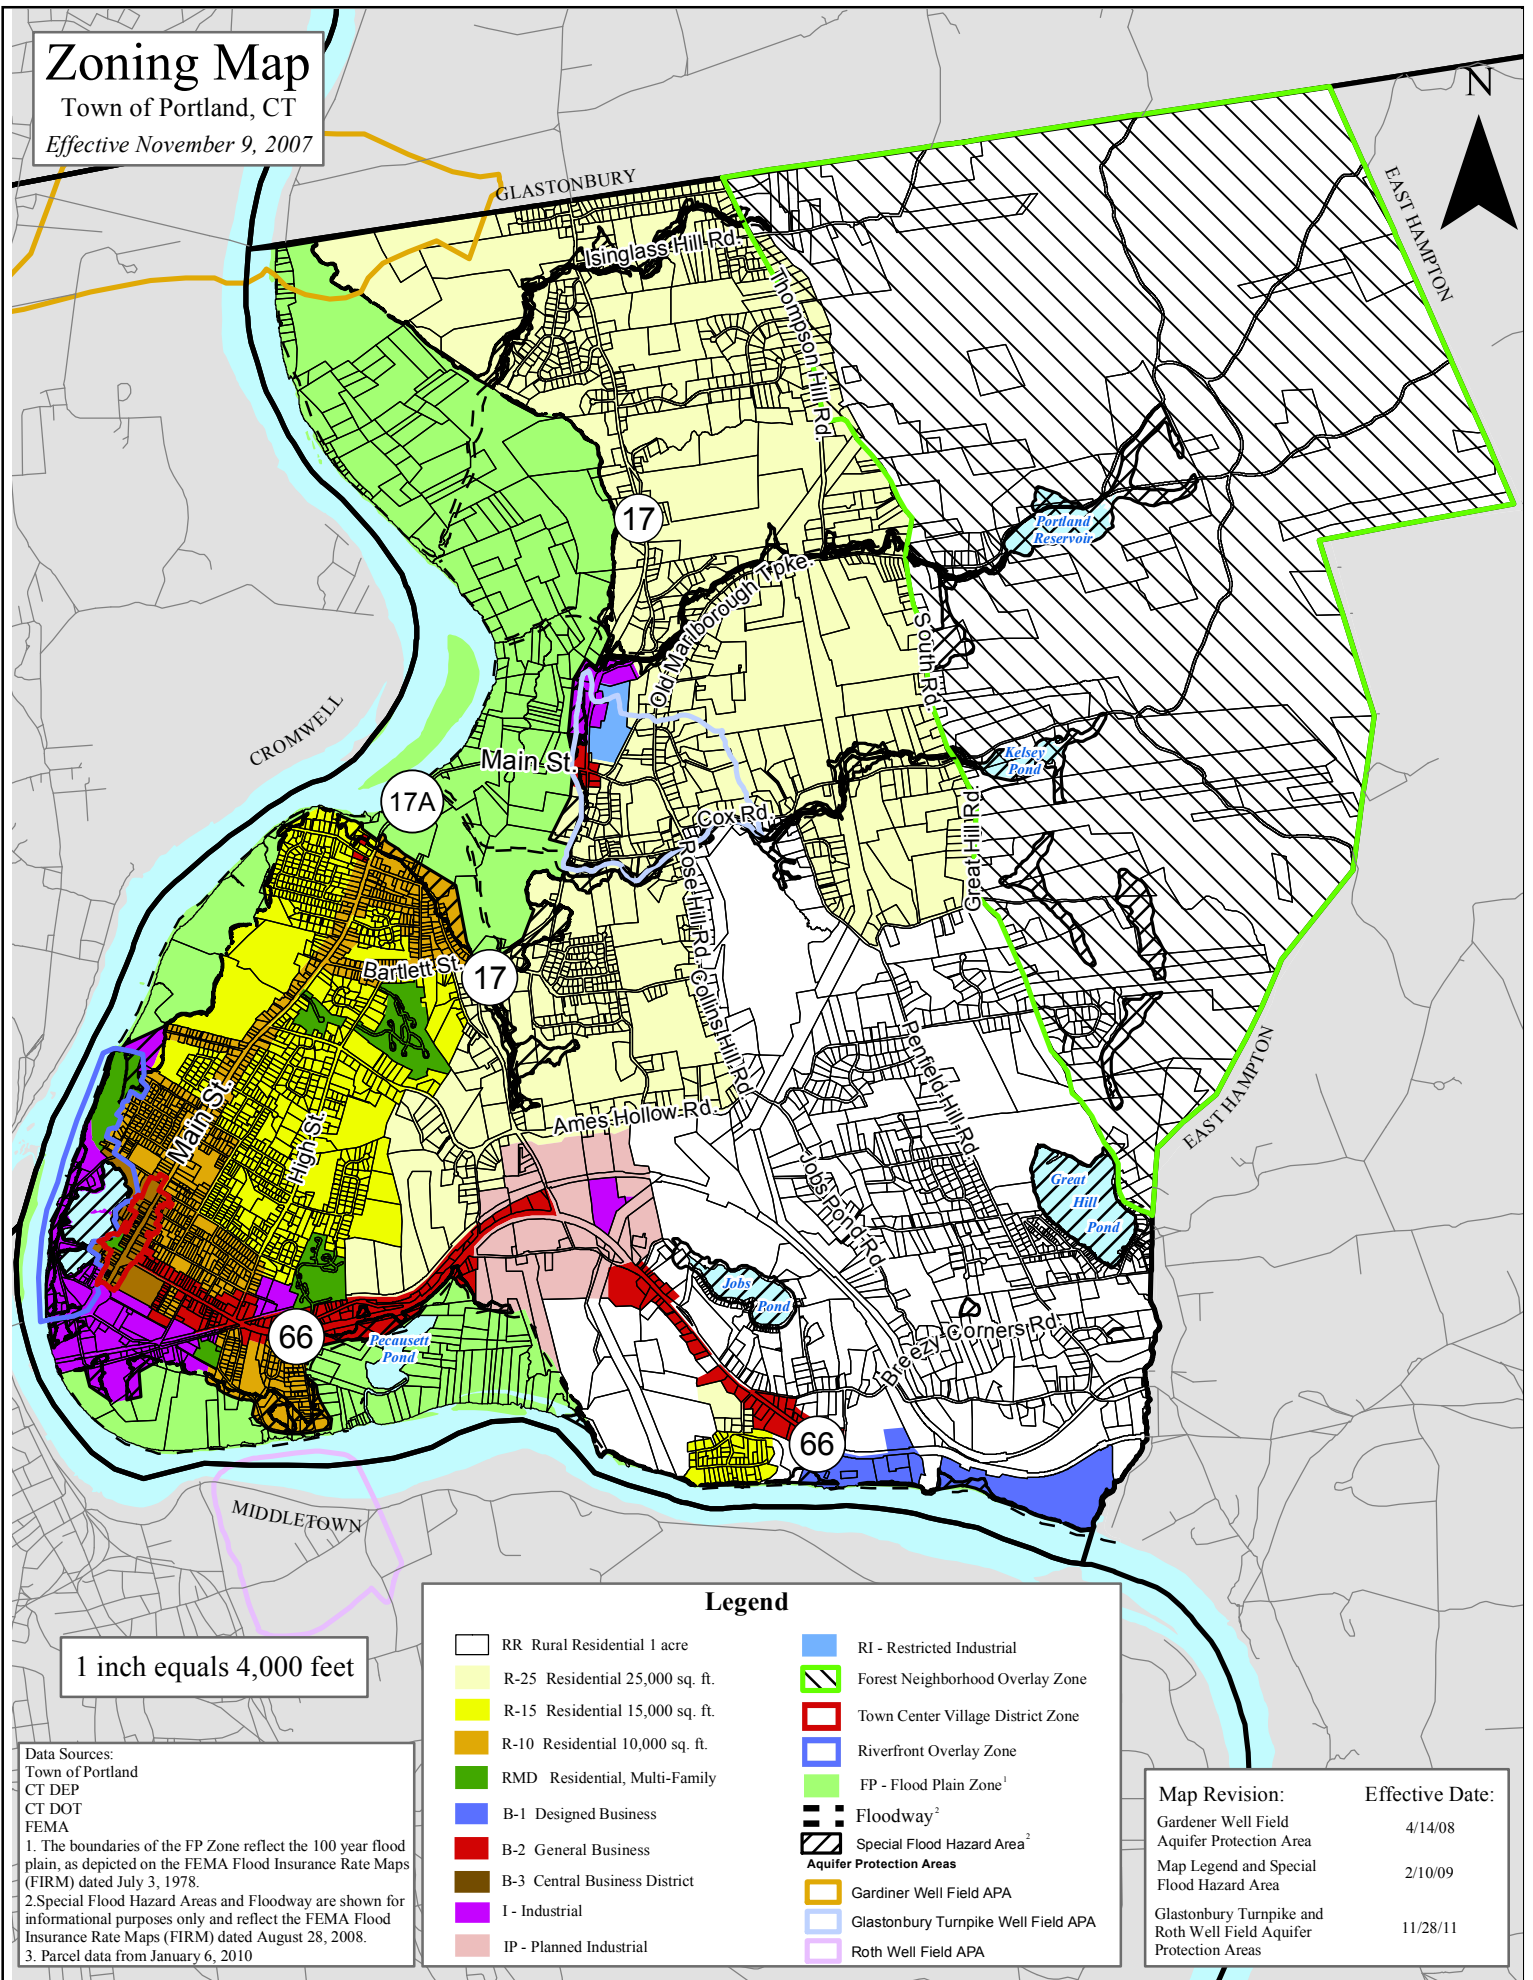 Zoning Map
Town of Portland, CT
Effective November 9, 2007
N
GLASTONBURY
EAST HAMPTON
Isinglass Hill Rd.
Thompson Hill Rd.
17
Portland
Reservoir
Old Marlborough Tpke.
South Rd.
CROMWELL
Main St.
Kelsey
Pond
17A
Cox Rd.
Great Hill Rd.
Rose Hill Rd.
Bartlett St.
17
Collins Hill Rd.
Penfield Hill Rd.
EAST HAMPTON
Main St.
High St.
Ames Hollow Rd.
Jobs Pond Rd.
Great
Hill
Pond
Jobs
Pond
66
Pecausett
Pond
Breezy Corners Rd.
66
MIDDLETOWN
1 inch equals 4,000 feet
Legend
RR Rural Residential 1 acre
R-25 Residential 25,000 sq. ft.
R-15 Residential 15,000 sq. ft.
R-10 Residential 10,000 sq. ft.
RMD Residential, Multi-Family
B-1 Designed Business
B-2 General Business
B-3 Central Business District
I - Industrial
IP - Planned Industrial
RI - Restricted Industrial
Forest Neighborhood Overlay Zone
Town Center Village District Zone
Riverfront Overlay Zone
FP - Flood Plain Zone1
Floodway2
Special Flood Hazard Area2
Aquifer Protection Areas
Gardiner Well Field APA
Glastonbury Turnpike Well Field APA
Roth Well Field APA
Data Sources:
Town of Portland
CT DEP
CT DOT
FEMA
1. The boundaries of the FP Zone reflect the 100 year flood
plain, as depicted on the FEMA Flood Insurance Rate Maps
(FIRM) dated July 3, 1978.
2.Special Flood Hazard Areas and Floodway are shown for
informational purposes only and reflect the FEMA Flood
Insurance Rate Maps (FIRM) dated August 28, 2008.
3. Parcel data from January 6, 2010
Map Revision: Effective Date:
Gardener Well Field
Aquifer Protection Area 4/14/08
Map Legend and Special
Flood Hazard Area 2/10/09
Glastonbury Turnpike and
Roth Well Field Aquifer 11/28/11
Protection Areas